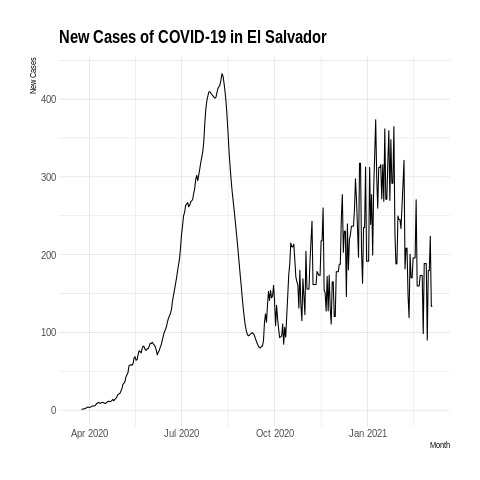 New Cases of COVID-19 in El Salvador
New Cases
400
300
200
100
0
Apr 2020
Jul 2020
Oct 2020
Jan 2021
Month